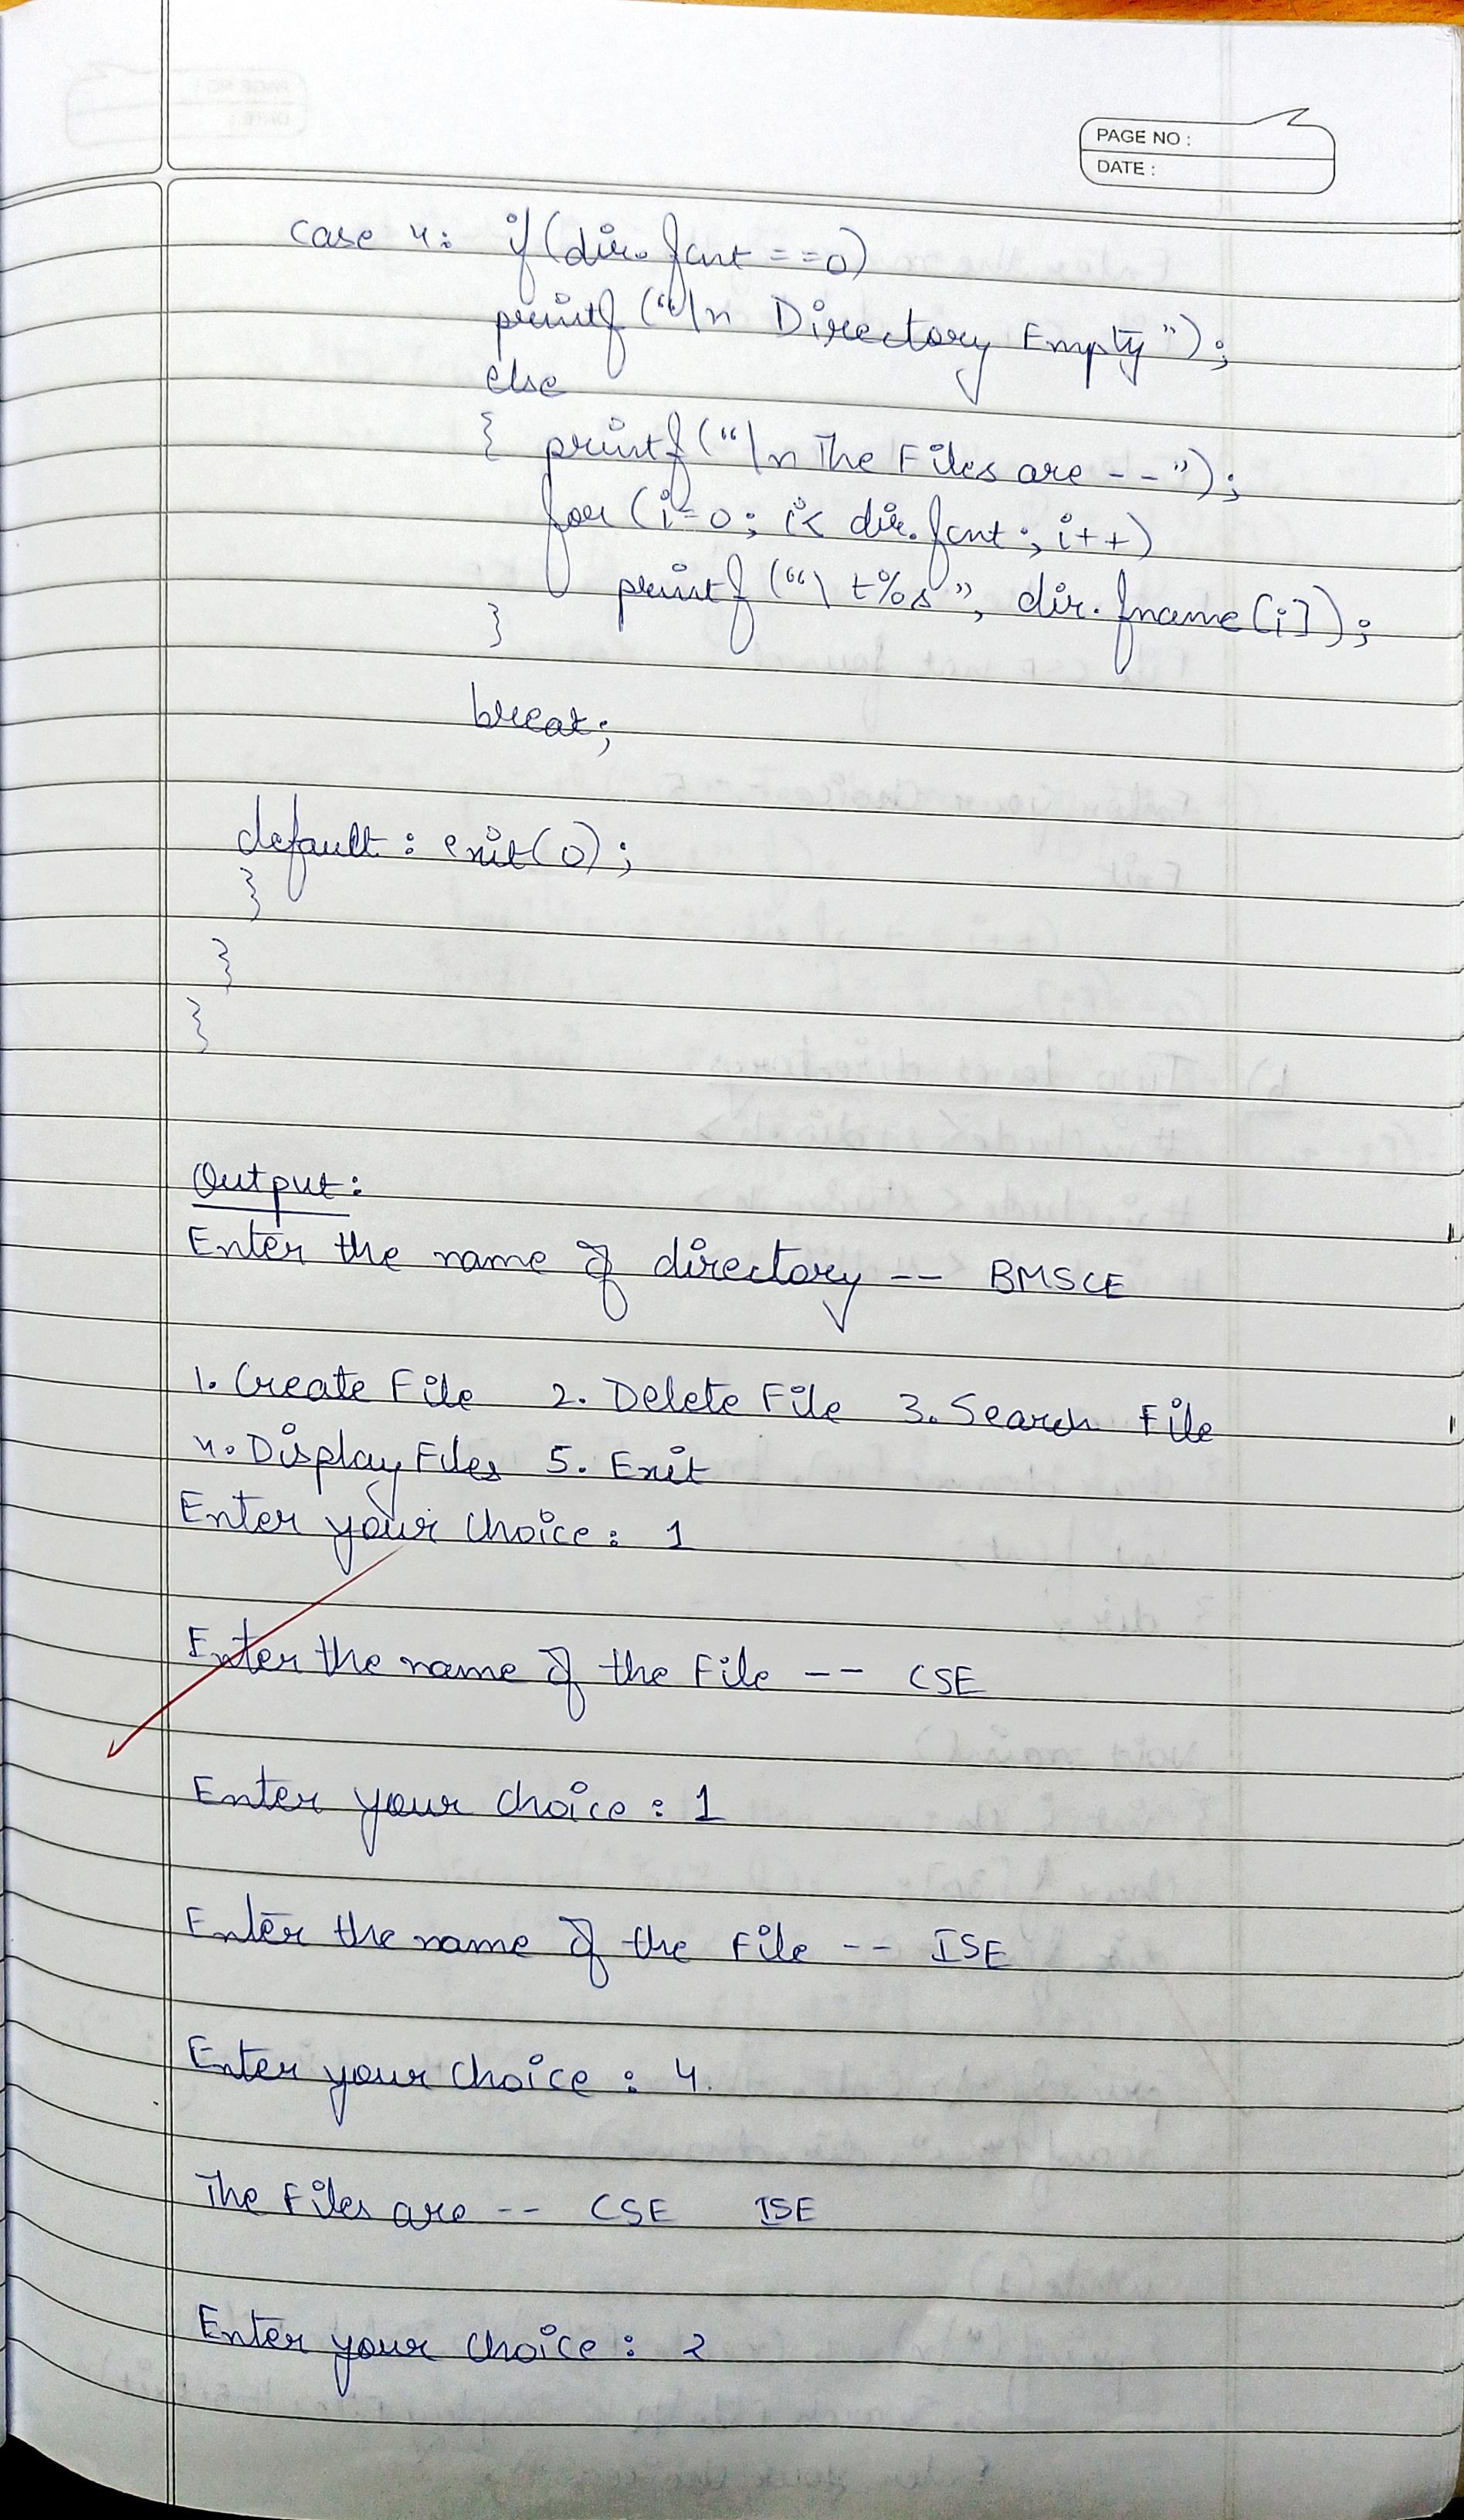 PAGE NO :
DATE :
case 4: if(dir.fcnt ==0)
printf("\n Directory Empty");
else
{ printf("\n The Files are --");
for (i=0; i< dir.fcnt; i++)
printf("\t%s", dir.fname[i]);
}
break;
default: exit(0);
}
}
}
Output:
Enter the name of directory -- BMSCE
1. Create File 2. Delete File 3. Search File
4. Display Files 5. Exit
Enter your choice: 1
Enter the name of the File -- CSE
Enter your choice: 1
Enter the name of the File -- ISE
Enter your choice : 4.
The Files are -- CSE ISE
Enter your choice : 2